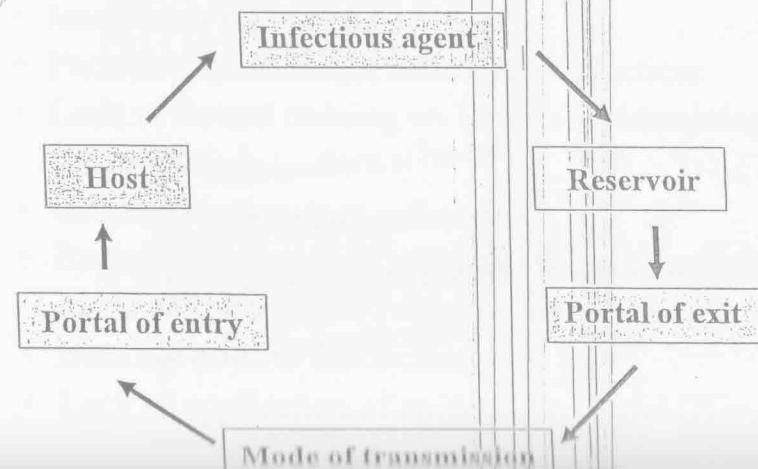 Infectious agent
Host
Reservoir
Portal of entry
Portal of exit
Mode of transmission